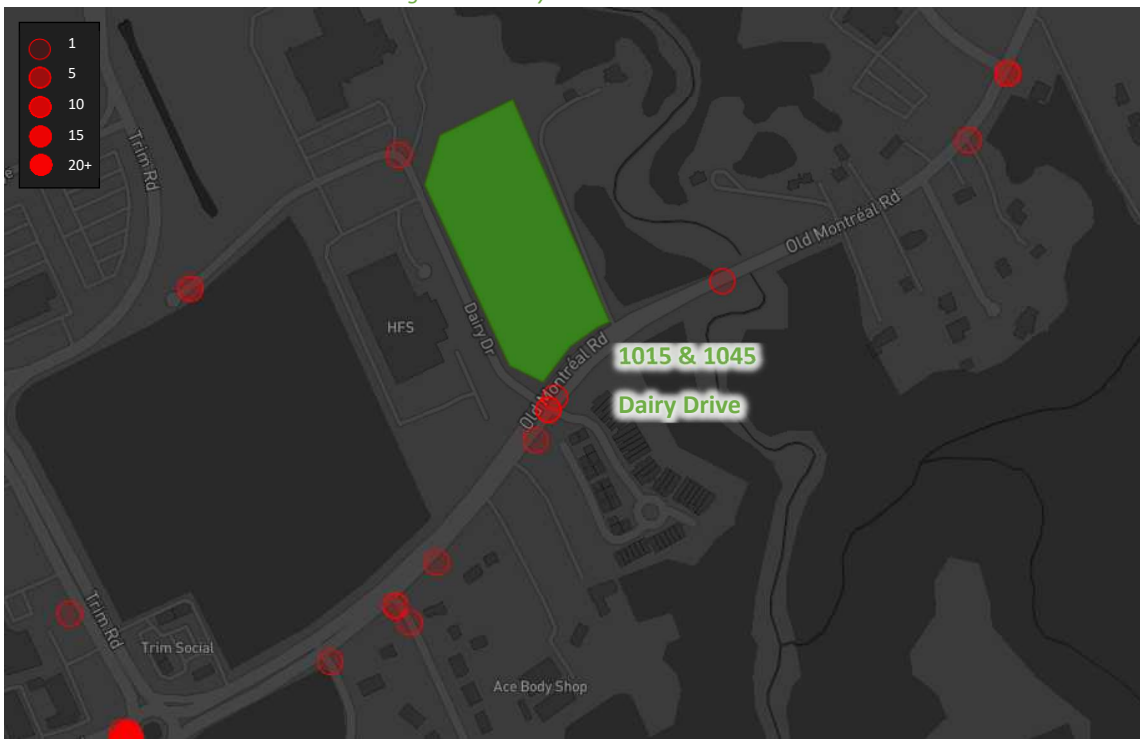 1
5
10
15
20+
Trim Rd
Old Montréal Rd
HFS
Dairy Dr
Old Montréal Rd
1015 & 1045
Dairy Drive
Trim Rd
Trim Social
Ace Body Shop